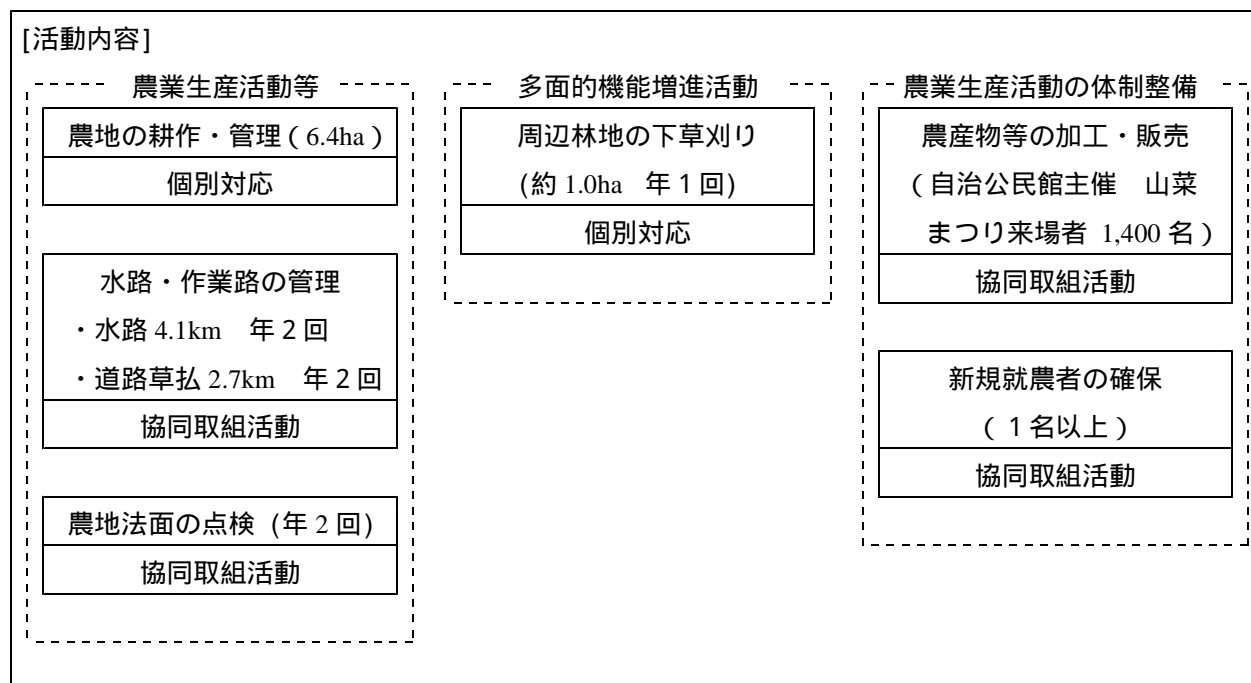 [活動内容]
農業生産活動等
農地の耕作・管理(6.4ha)
個別対応
水路・作業路の管理
・水路 4.1km 年2回
・道路草払 2.7km 年2回
協同取組活動
農地法面の点検 (年2回)
協同取組活動
多面的機能増進活動
周辺林地の下草刈り
(約1.0ha 年1回)
個別対応
農業生産活動の体制整備
農産物等の加工・販売
(自治公民館主催 山菜
まつり来場者 1,400名)
協同取組活動
新規就農者の確保
(1名以上)
協同取組活動